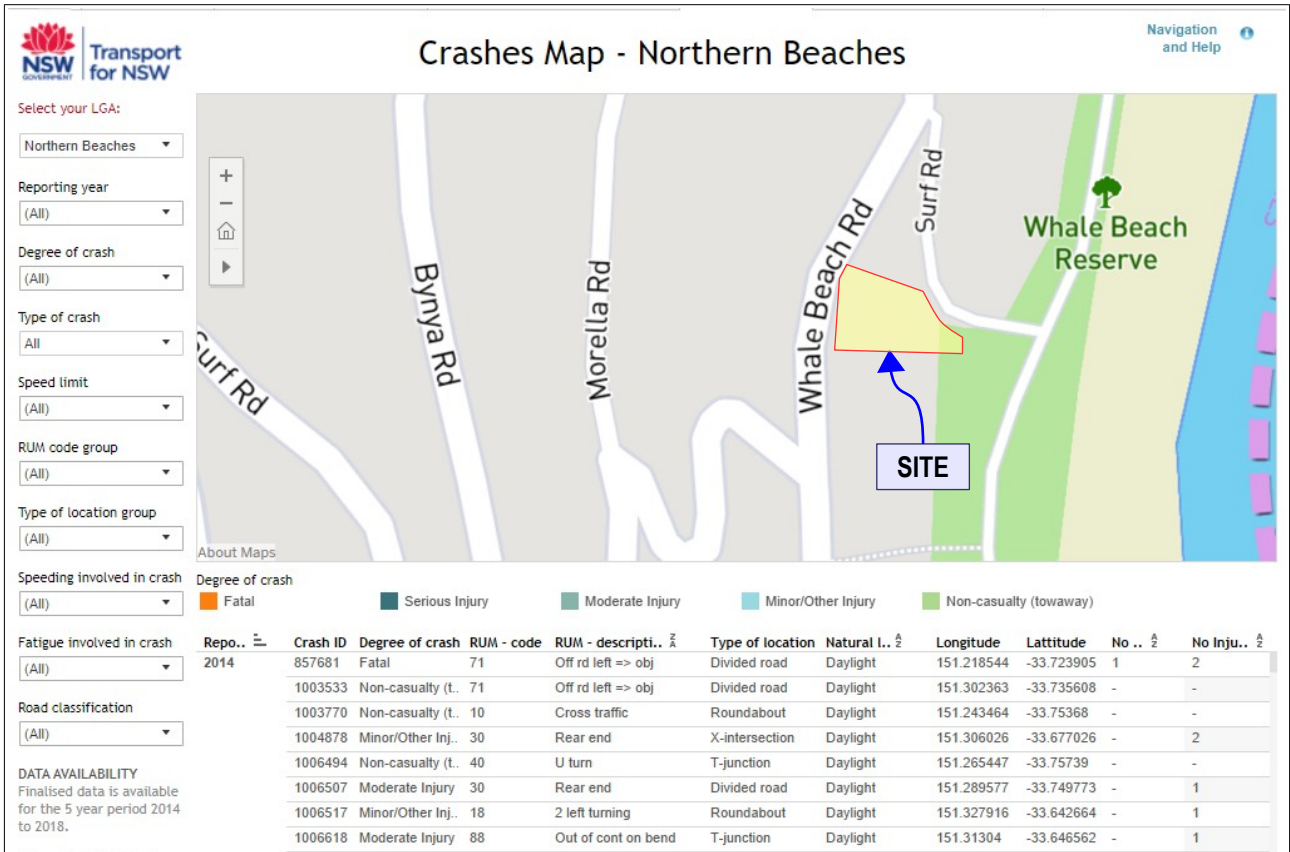 NSW
GOVERNMENT
Transport
for NSW
Crashes Map - Northern Beaches
Navigation
and Help
Select your LGA:
Northern Beaches
Reporting year
(All)
Degree of crash
(All)
Type of crash
All
Speed limit
(All)
RUM code group
(All)
Type of location group
(All)
Speeding involved in crash
(All)
Fatigue involved in crash
(All)
Road classification
(All)
DATA AVAILABILITY
Finalised data is available
for the 5 year period 2014
to 2018.
Surf Rd
Bynya Rd
Morella Rd
Whale Beach Rd
Surf Rd
Whale Beach
Reserve
SITE
About Maps
Degree of crash
Fatal Serious Injury Moderate Injury Minor/Other Injury Non-casualty (towaway)
Repo.. Crash ID Degree of crash RUM - code RUM - descripti.. Type of location Natural l.. Longitude Lattitude No .. No Inju..
2014 857681 Fatal 71 Off rd left => obj Divided road Daylight 151.218544 -33.723905 1 2
1003533 Non-casualty (t.. 71 Off rd left => obj Divided road Daylight 151.302363 -33.735608 - -
1003770 Non-casualty (t.. 10 Cross traffic Roundabout Daylight 151.243464 -33.75368 - -
1004878 Minor/Other Inj.. 30 Rear end X-intersection Daylight 151.306026 -33.677026 - 2
1006494 Non-casualty (t.. 40 U turn T-junction Daylight 151.265447 -33.75739 - -
1006507 Moderate Injury 30 Rear end Divided road Daylight 151.289577 -33.749773 - 1
1006517 Minor/Other Inj.. 18 2 left turning Roundabout Daylight 151.327916 -33.642664 - 1
1006618 Moderate Injury 88 Out of cont on bend T-junction Daylight 151.31304 -33.646562 - 1